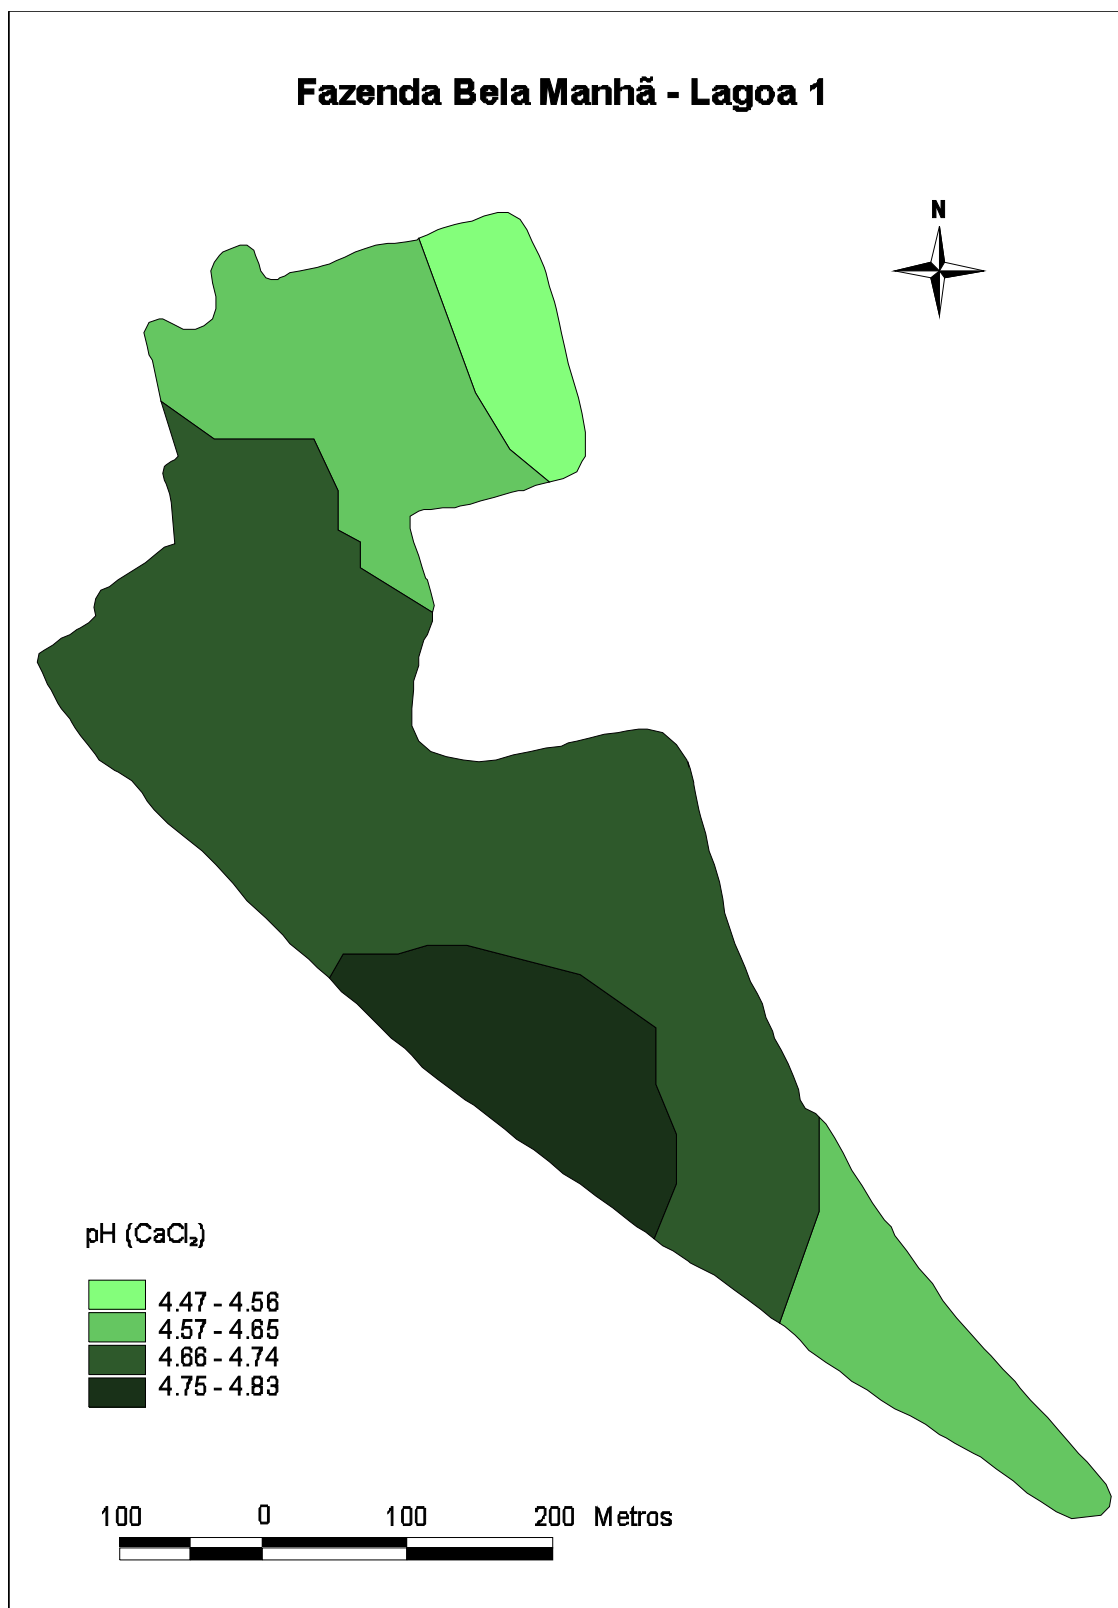 Fazenda Bela Manhã - Lagoa 1
N
pH (CaCl₂)
4.47 - 4.56
4.57 - 4.65
4.66 - 4.74
4.75 - 4.83
100 0 100 200 Metros